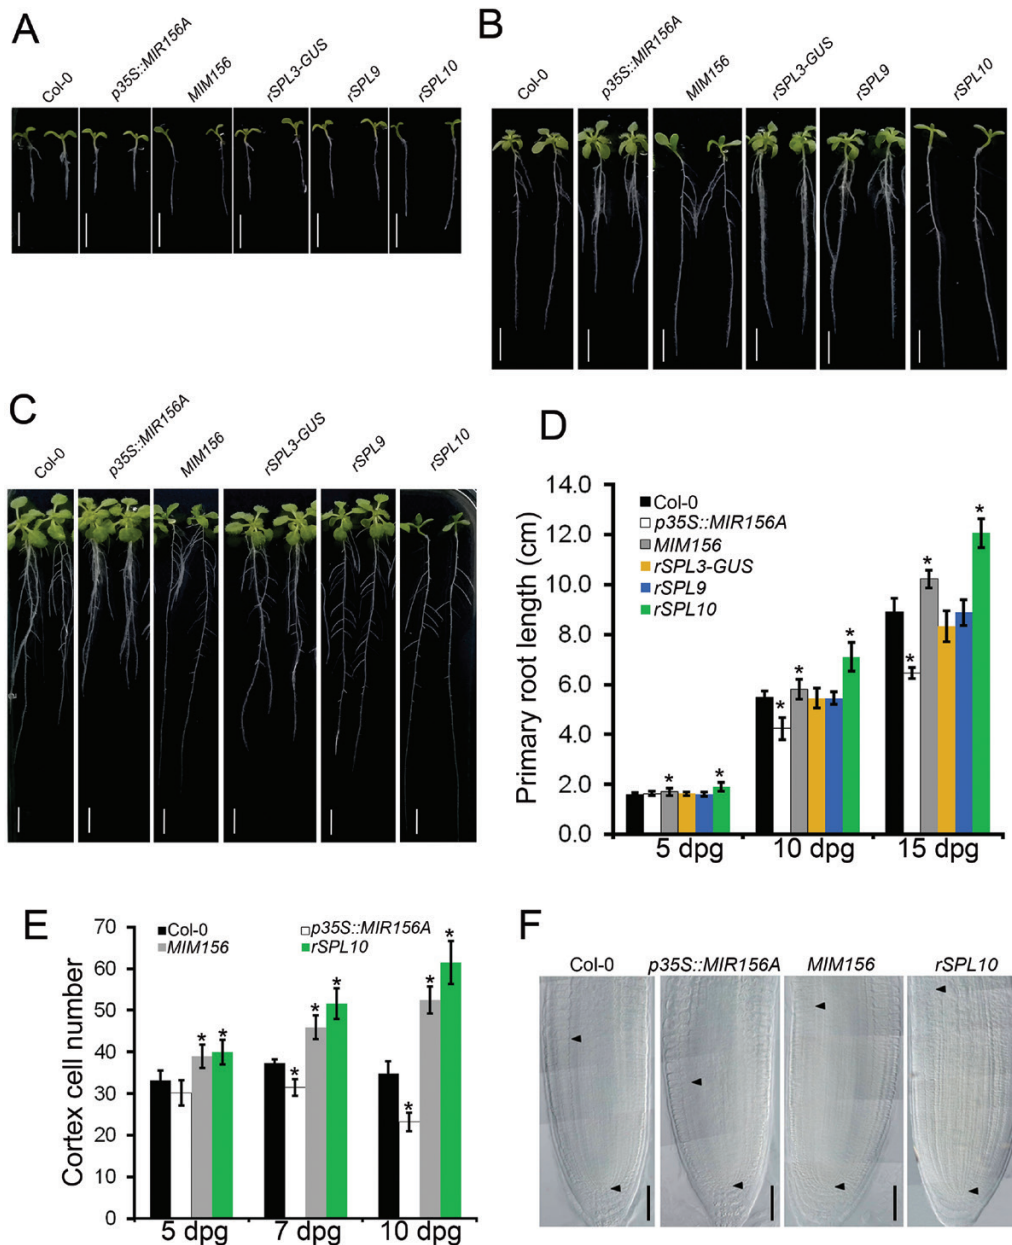 A
Col-0
p35S::MIR156A
MIM156
rSPL3-GUS
rSPL9
rSPL10
B
Col-0
p35S::MIR156A
MIM156
rSPL3-GUS
rSPL9
rSPL10
C
Col-0
p35S::MIR156A
MIM156
rSPL3-GUS
rSPL9
rSPL10
D
Primary root length (cm)
14.0
12.0
10.0
8.0
6.0
4.0
2.0
0.0
Col-0
p35S::MIR156A
MIM156
rSPL3-GUS
rSPL9
rSPL10
* *
* * *
* * *
5 dpg 10 dpg 15 dpg
E
Cortex cell number
70
60
50
40
30
20
10
0
Col-0 p35S::MIR156A
MIM156 rSPL10
* *
* * *
* * *
5 dpg 7 dpg 10 dpg
F
Col-0 p35S::MIR156A MIM156 rSPL10